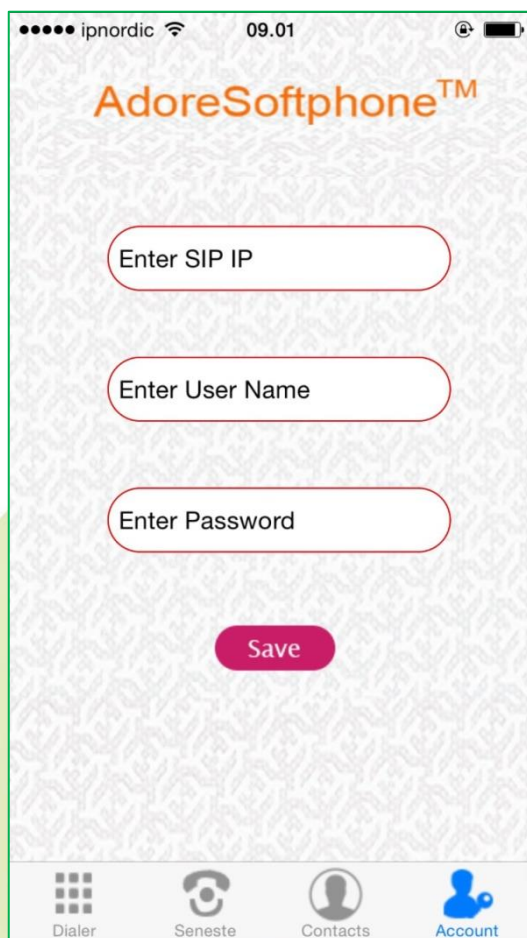 ipnordic 09.01
AdoreSoftphone™
Enter SIP IP
Enter User Name
Enter Password
Save
Dialer Seneste Contacts Account